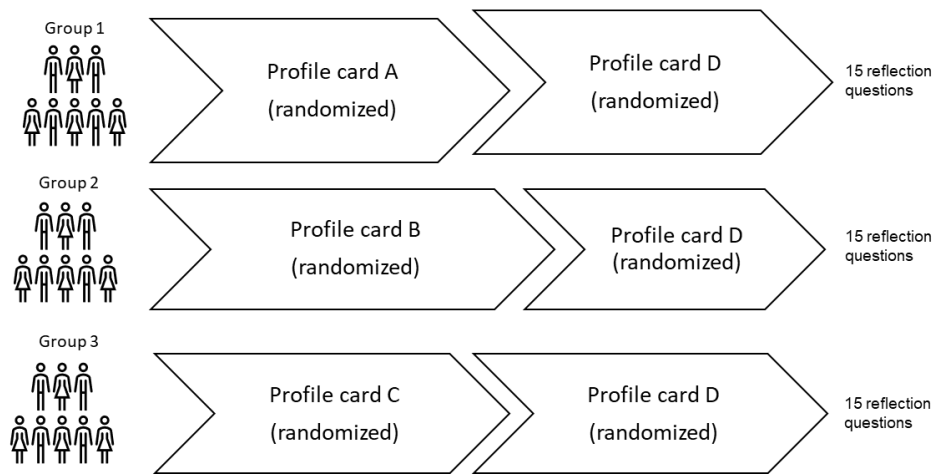 Group 1
Profile card A
(randomized)
Profile card D
(randomized)
15 reflection
questions
Group 2
Profile card B
(randomized)
Profile card D
(randomized)
15 reflection
questions
Group 3
Profile card C
(randomized)
Profile card D
(randomized)
15 reflection
questions